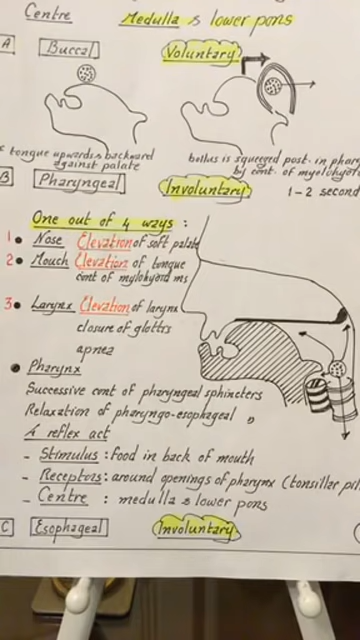 Centre Medulla & lower pons
A Buccal Voluntary
tongue upwards & backward
against palate
bollus is squeezed post. in phar
by cont. of mylohyoi
B Pharyngeal Involuntary 1-2 second
One out of 4 ways :
1 • Nose Elevation of soft palate
2 • Mouth Elevation of tongue
cont of mylohyoid ms
3 • Larynx Elevation of larynx
closure of glottis
apnea
• Pharynx
Successive cont of pharyngeal sphincters
Relaxation of pharyngo-esophageal
A reflex act
- Stimulus : food in back of mouth
- Receptors : around openings of pharynx (tonsillar pil
- Centre : medulla & lower pons
C Esophageal Involuntary